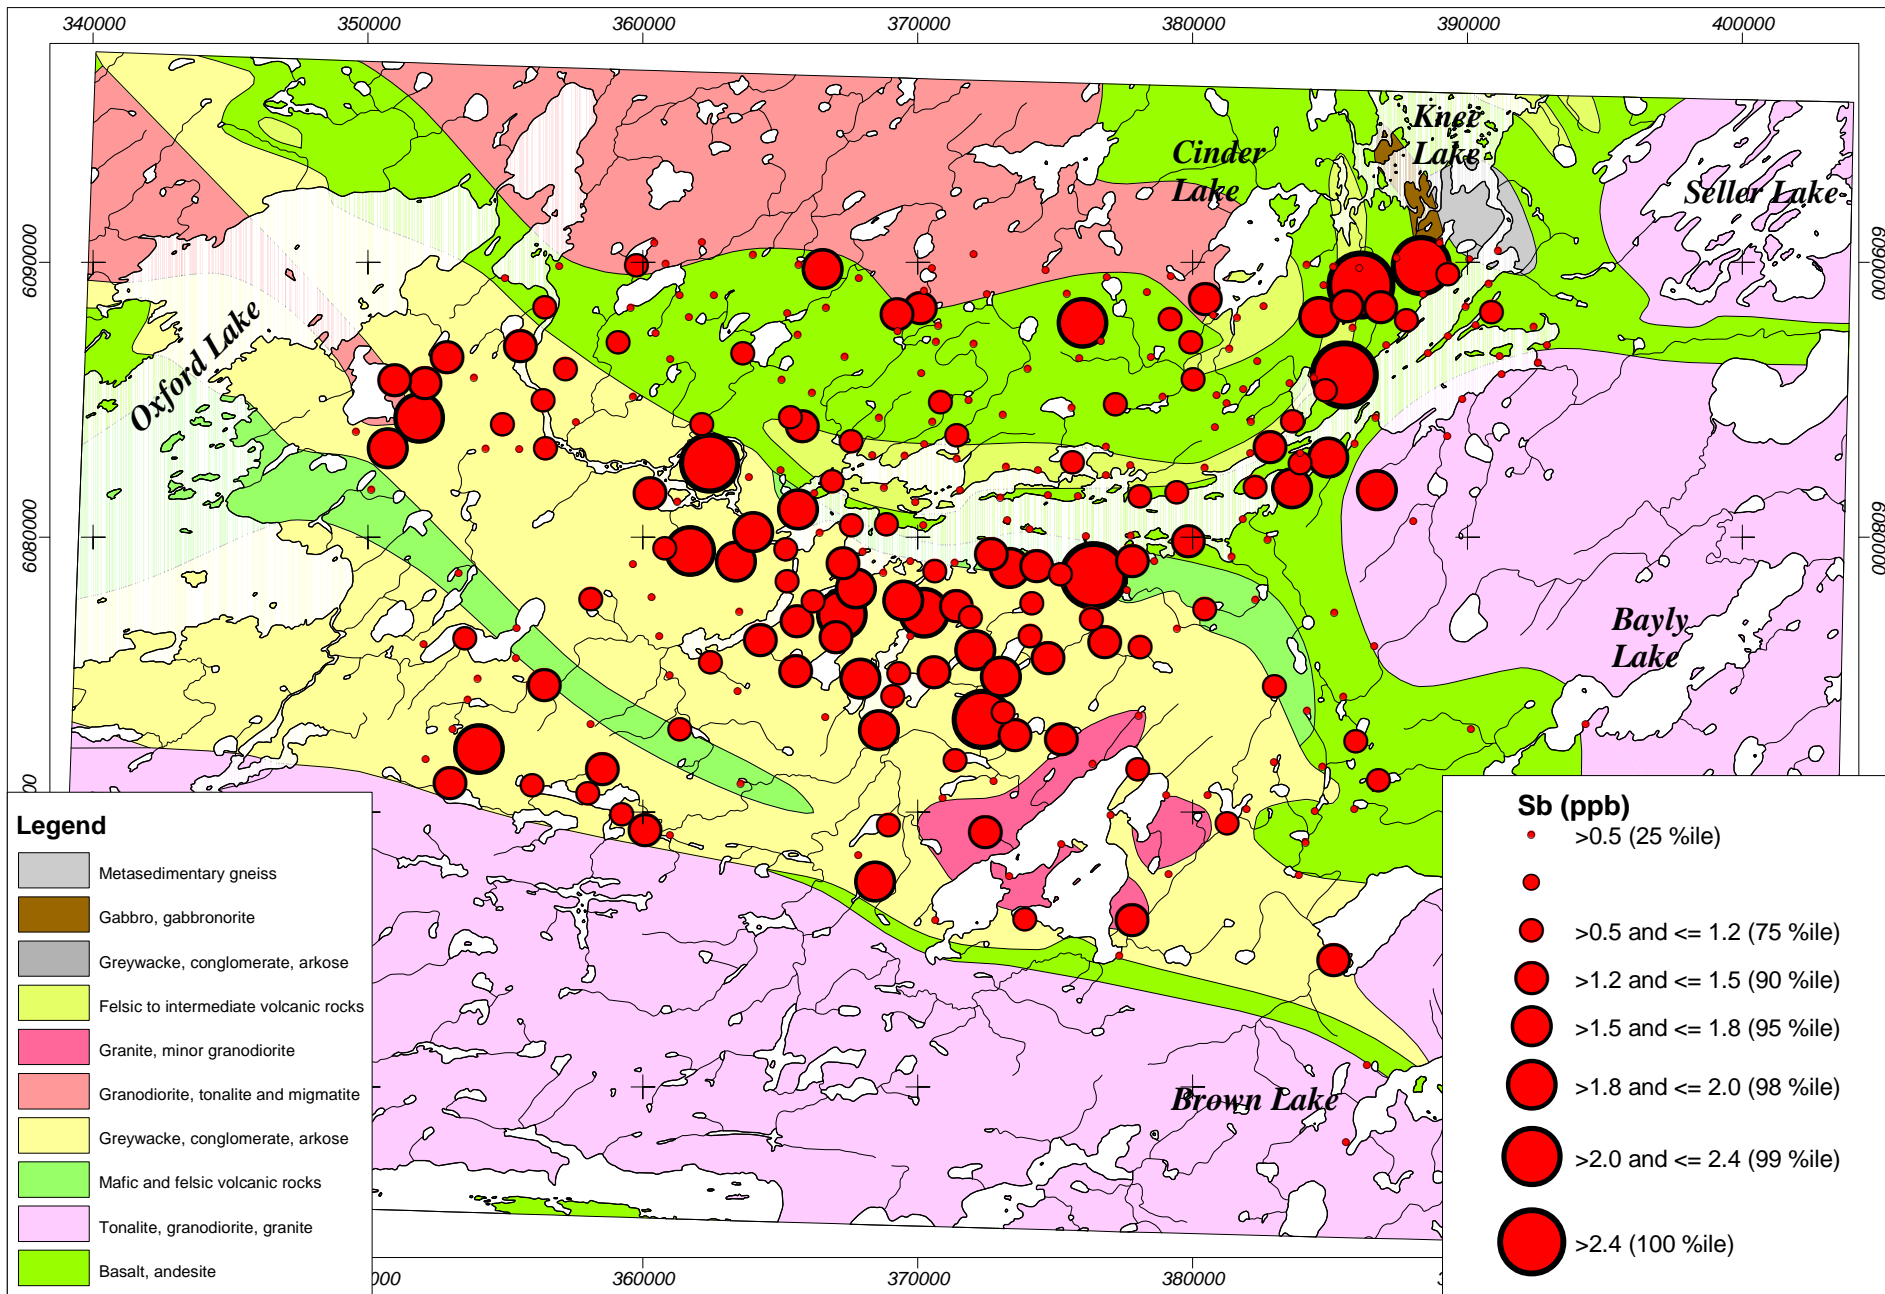 340000 350000 360000 370000 380000 390000 400000
Knee
Lake
Cinder
Lake
Seller Lake
6090000
6090000
Oxford Lake
6080000
6080000
Bayly
Lake
Brown Lake
Legend
Metasedimentary gneiss
Gabbro, gabbronorite
Greywacke, conglomerate, arkose
Felsic to intermediate volcanic rocks
Granite, minor granodiorite
Granodiorite, tonalite and migmatite
Greywacke, conglomerate, arkose
Mafic and felsic volcanic rocks
Tonalite, granodiorite, granite
Basalt, andesite
Sb (ppb)
>0.5 (25 %ile)
>0.5 and <= 1.2 (75 %ile)
>1.2 and <= 1.5 (90 %ile)
>1.5 and <= 1.8 (95 %ile)
>1.8 and <= 2.0 (98 %ile)
>2.0 and <= 2.4 (99 %ile)
>2.4 (100 %ile)
360000 370000 380000